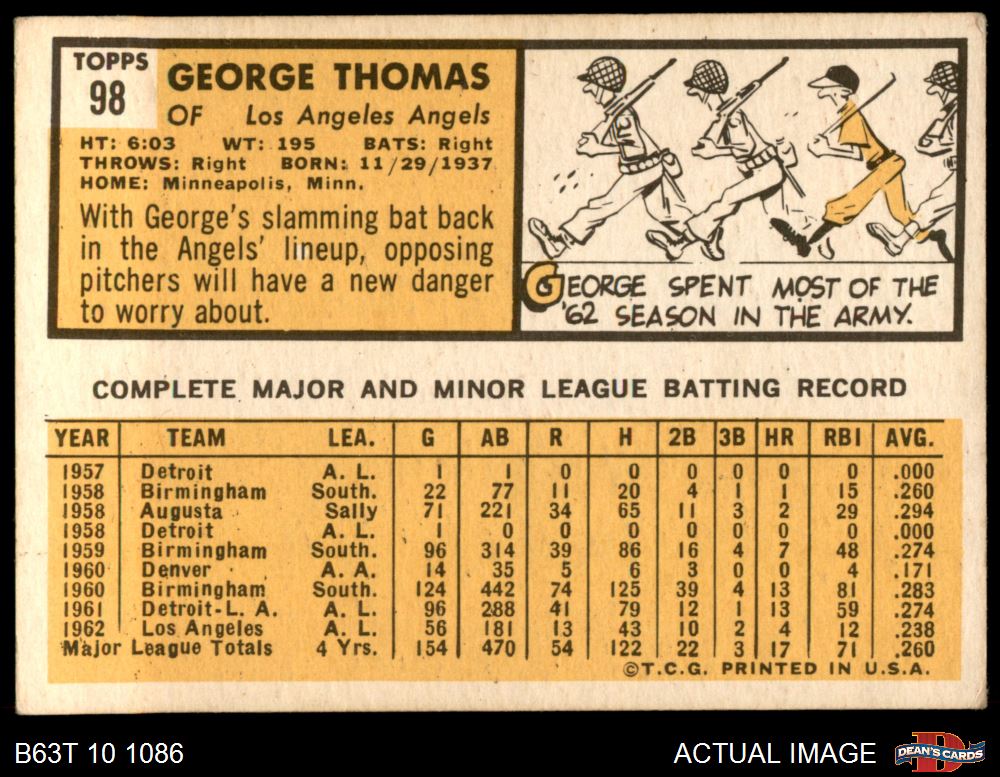 TOPPS
98
GEORGE THOMAS
OF Los Angeles Angels
HT: 6:03 WT: 195 BATS: Right
THROWS: Right BORN: 11/29/1937
HOME: Minneapolis, Minn.
With George's slamming bat back
in the Angels' lineup, opposing
pitchers will have a new danger
to worry about.
GEORGE SPENT MOST OF THE
'62 SEASON IN THE ARMY.
COMPLETE MAJOR AND MINOR LEAGUE BATTING RECORD
YEAR TEAM LEA. G AB R H 2B 3B HR RBI AVG.
1957 Detroit A. L. 1 1 0 0 0 0 0 0 .000
1958 Birmingham South. 22 77 11 20 4 1 1 15 .260
1958 Augusta Sally 71 221 34 65 11 3 2 29 .294
1958 Detroit A. L. 1 0 0 0 0 0 0 0 .000
1959 Birmingham South. 96 314 39 86 16 4 7 48 .274
1960 Denver A. A. 14 35 5 6 3 0 0 4 .171
1960 Birmingham South. 124 442 74 125 39 4 13 81 .283
1961 Detroit-L. A. A. L. 96 288 41 79 12 1 13 59 .274
1962 Los Angeles A. L. 56 181 13 43 10 2 4 12 .238
Major League Totals 4 Yrs. 154 470 54 122 22 3 17 71 .260
©T.C.G. PRINTED IN U.S.A.
B63T 10 1086
ACTUAL IMAGE
D
DEAN'S CARDS